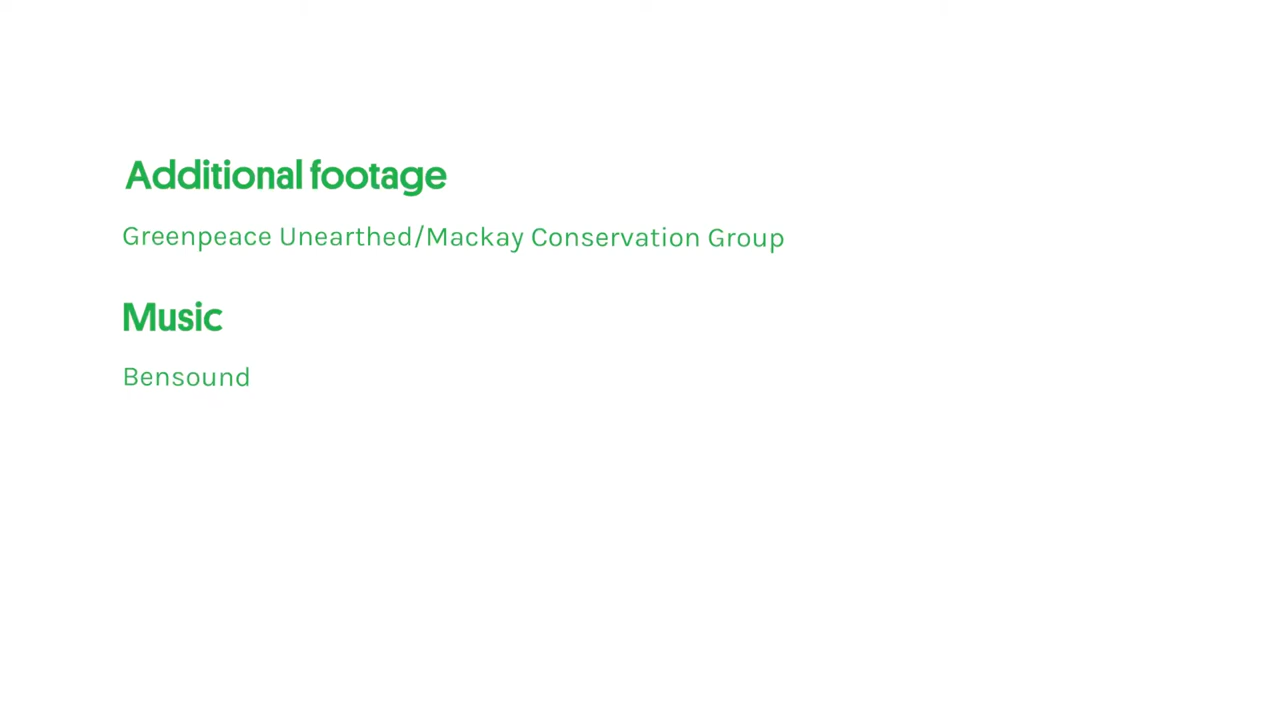 Additional footage
Greenpeace Unearthed/Mackay Conservation Group
Music
Bensound